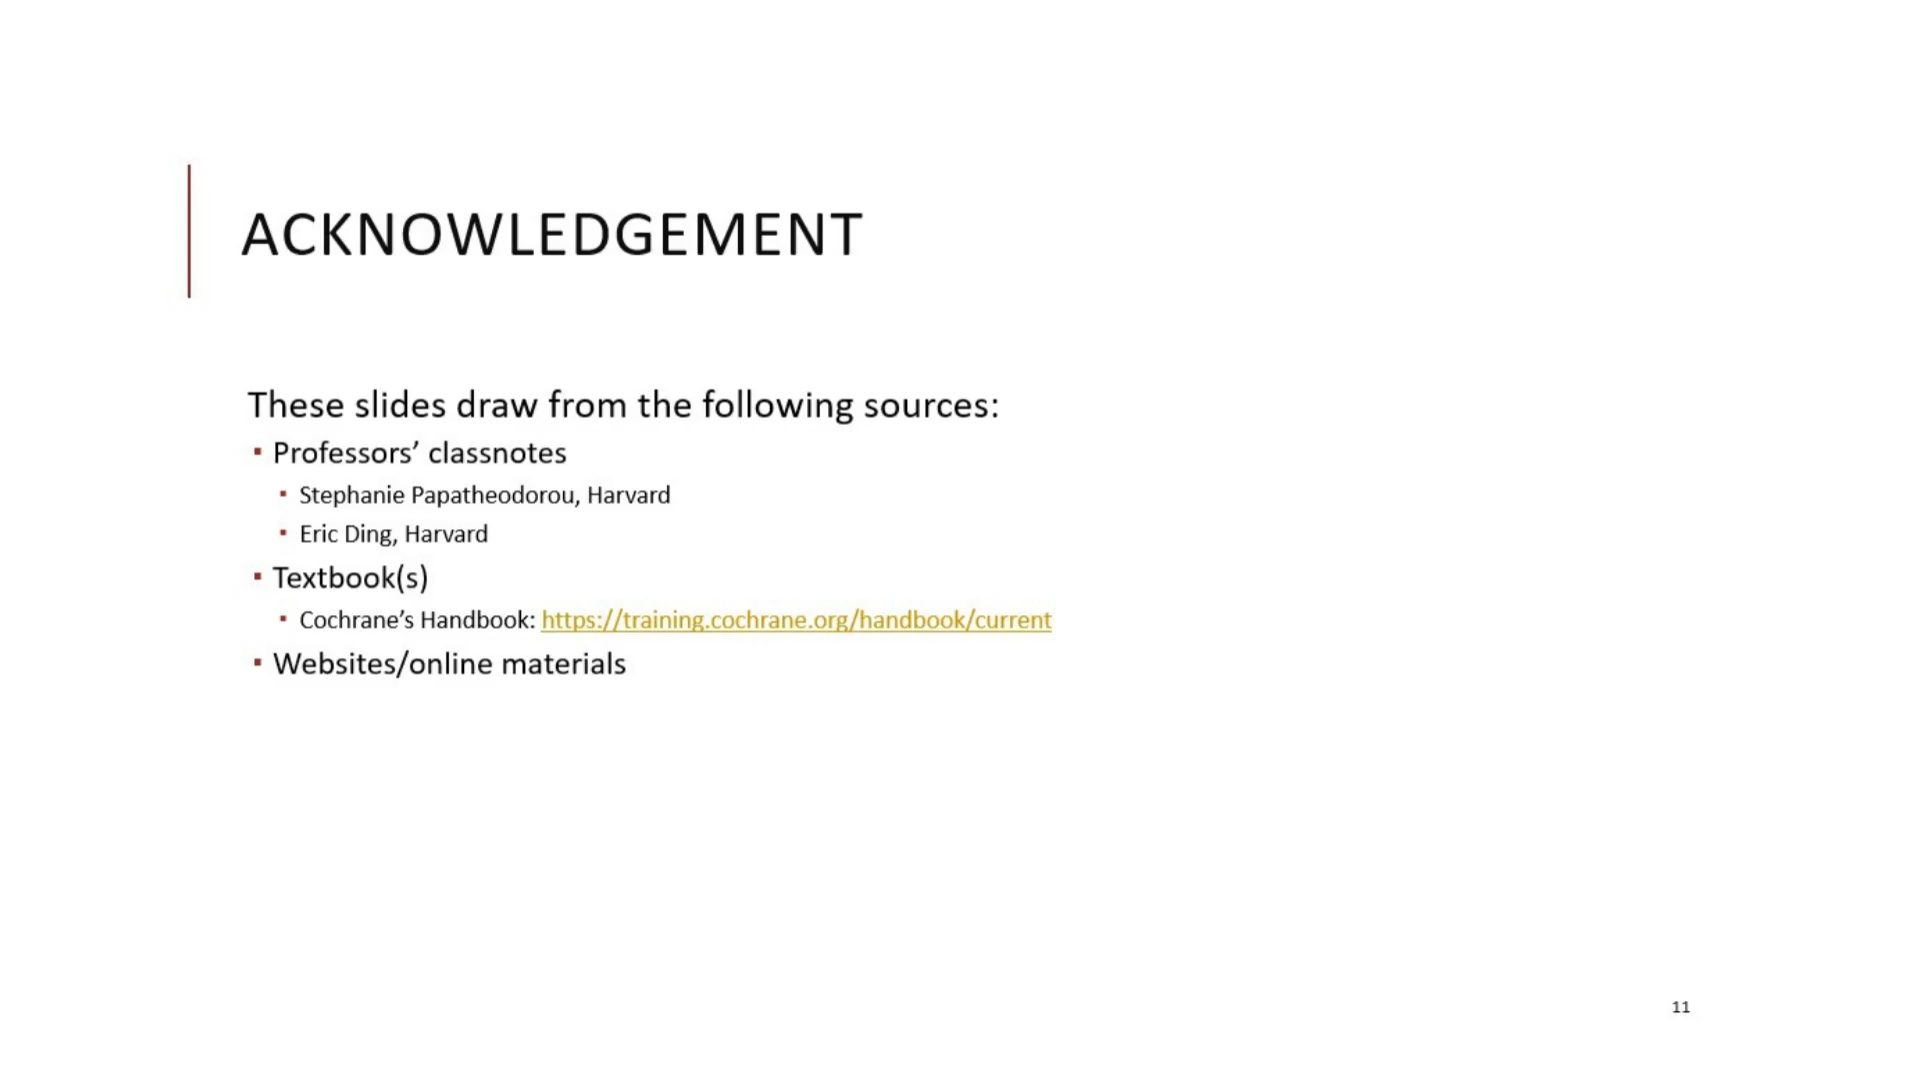 ACKNOWLEDGEMENT
These slides draw from the following sources:
▪ Professors’ classnotes
▪ Stephanie Papatheodorou, Harvard
▪ Eric Ding, Harvard
▪ Textbook(s)
▪ Cochrane’s Handbook: https://training.cochrane.org/handbook/current
▪ Websites/online materials
11